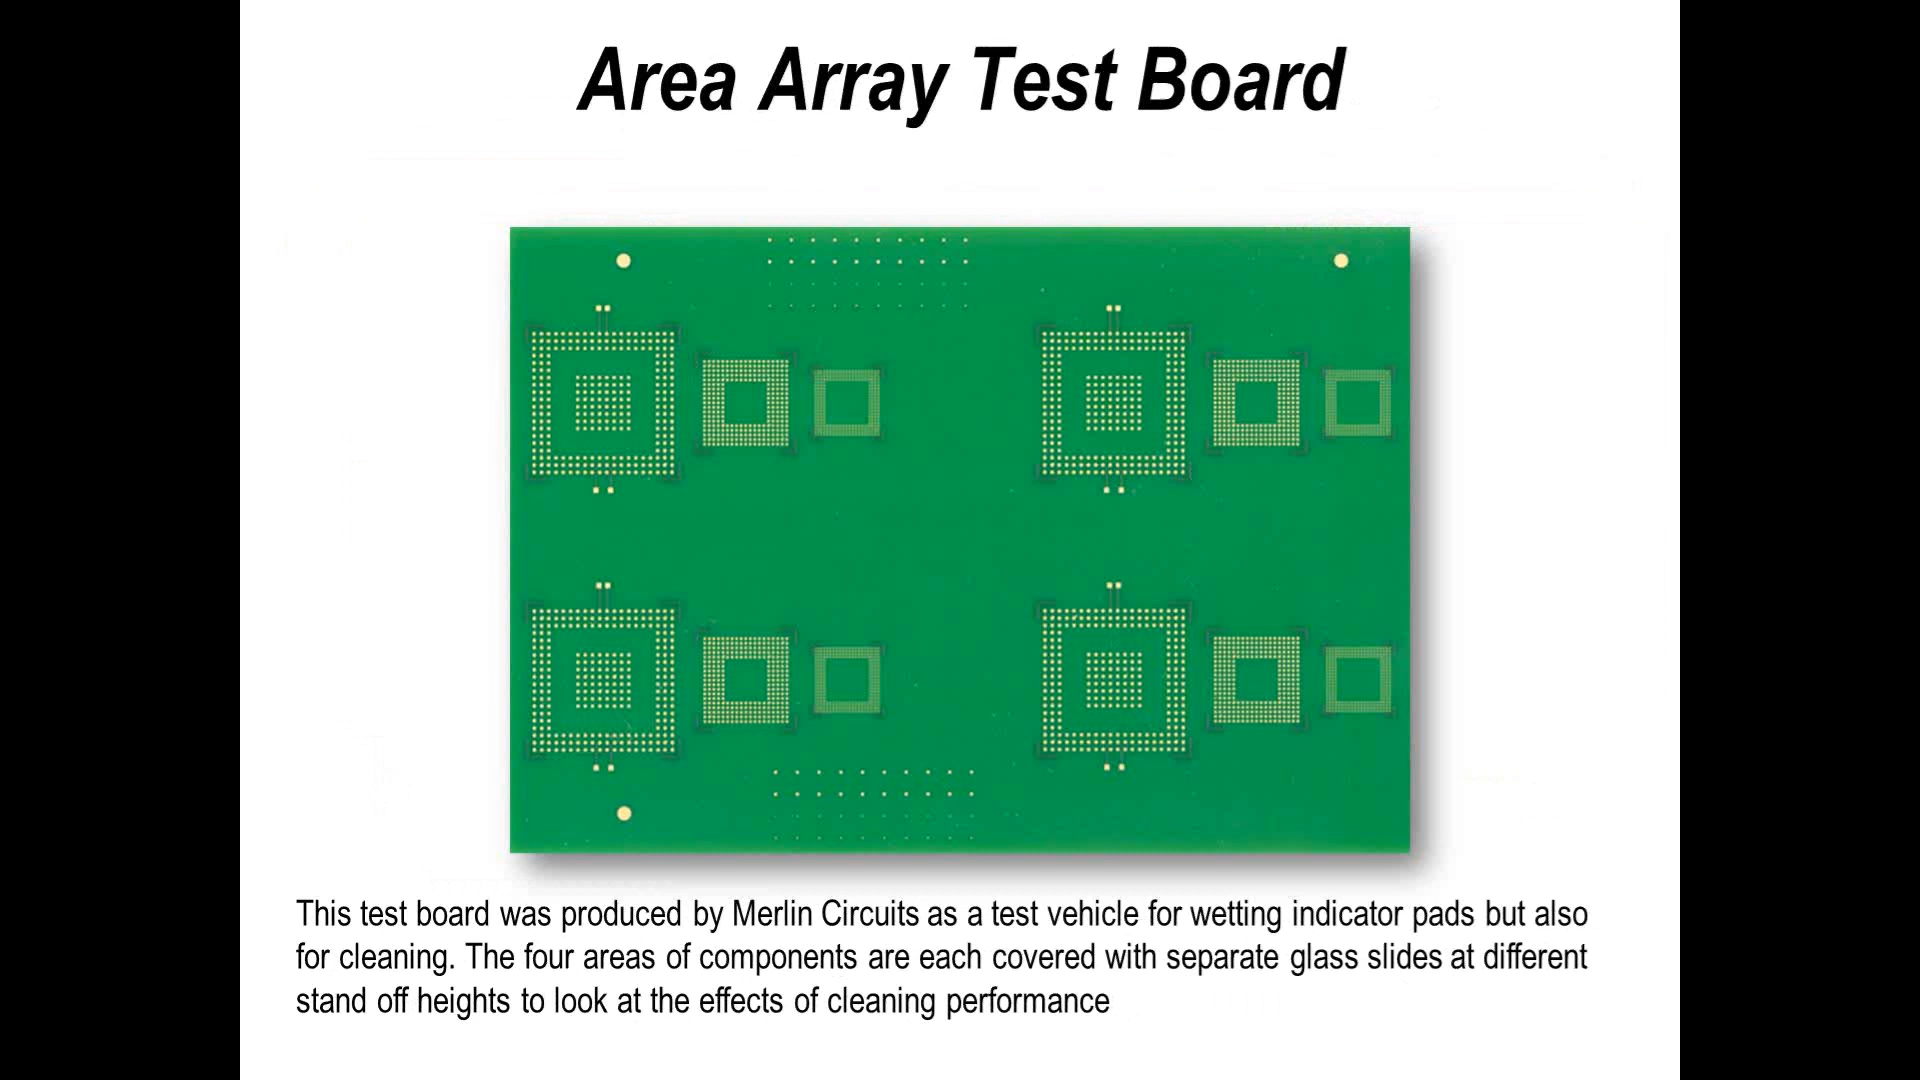 Area Array Test Board
This test board was produced by Merlin Circuits as a test vehicle for wetting indicator pads but also
for cleaning. The four areas of components are each covered with separate glass slides at different
stand off heights to look at the effects of cleaning performance